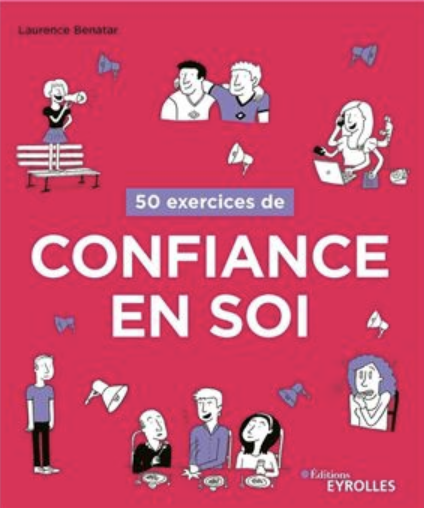 Laurence Benatar
50 exercices de
CONFIANCE
EN SOI
Éditions
EYROLLES